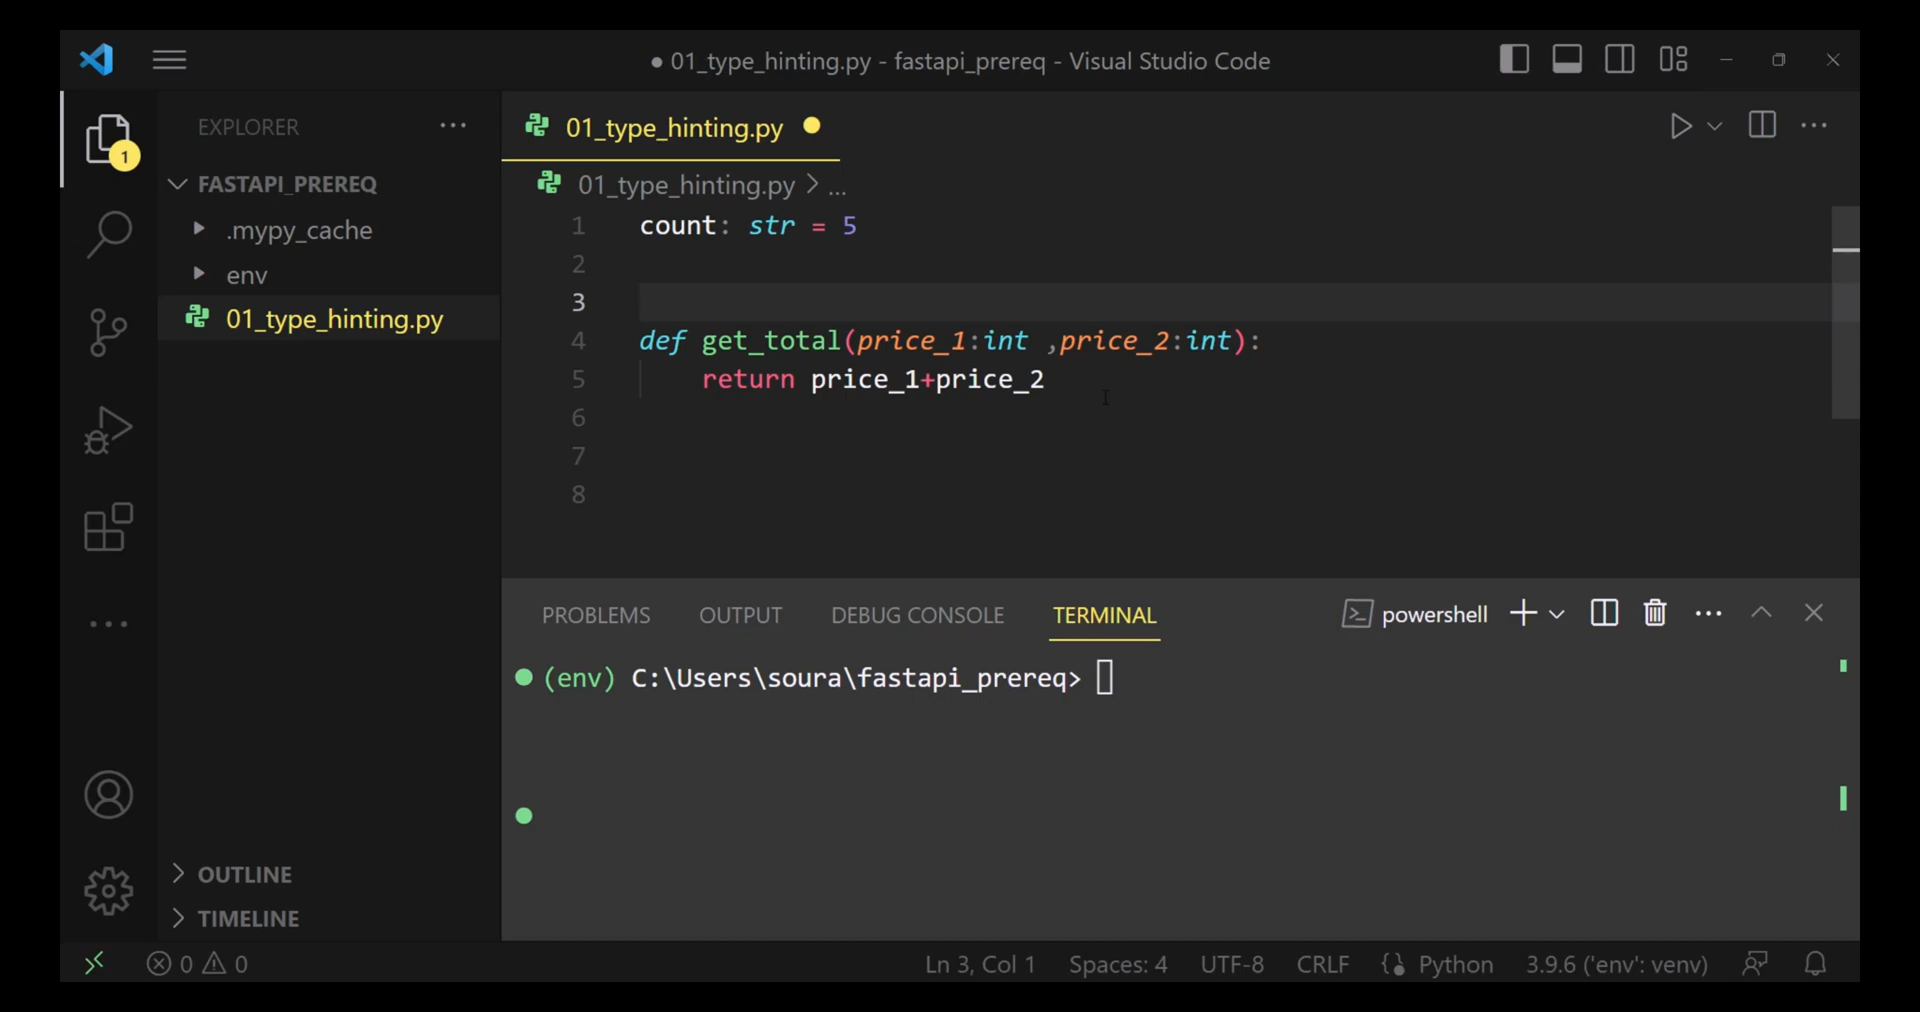 ● 01_type_hinting.py - fastapi_prereq - Visual Studio Code
EXPLORER
1
FASTAPI_PREREQ
.mypy_cache
env
01_type_hinting.py
OUTLINE
TIMELINE
01_type_hinting.py
01_type_hinting.py > ...
1 count: str = 5
2
3
4 def get_total(price_1:int ,price_2:int):
5 return price_1+price_2
6
7
8
PROBLEMS OUTPUT DEBUG CONSOLE TERMINAL powershell
(env) C:\Users\soura\fastapi_prereq>
0 0 Ln 3, Col 1 Spaces: 4 UTF-8 CRLF Python 3.9.6 ('env': venv)